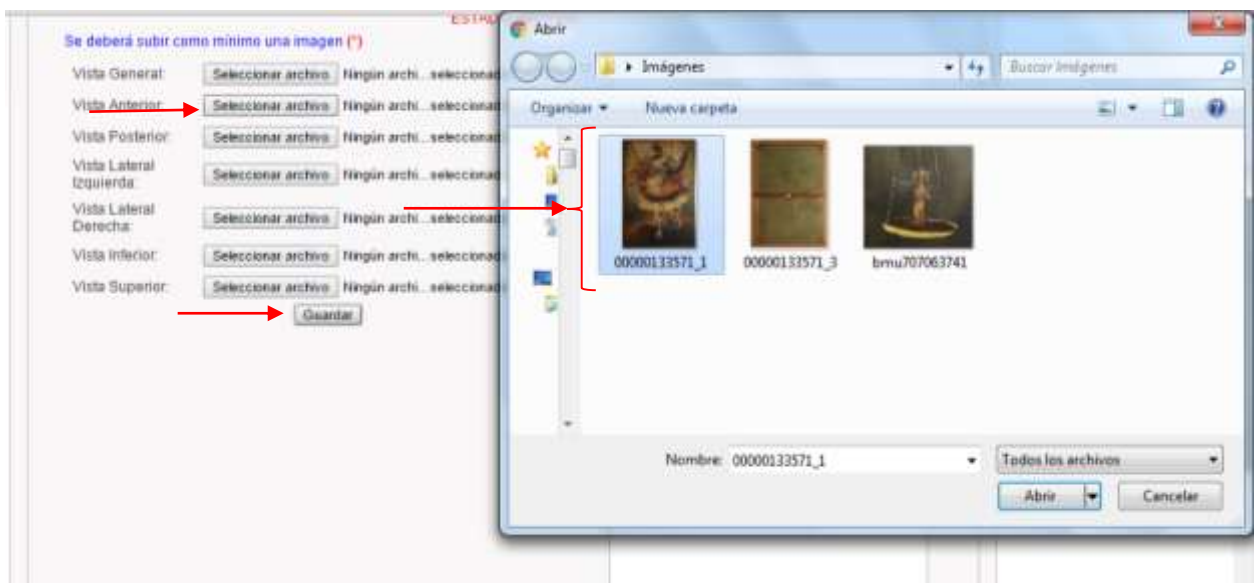 Se deberá subir como mínimo una imagen (*)
Vista General: Seleccionar archivo Ningún archi... seleccionad
Vista Anterior: Seleccionar archivo Ningún archi... seleccionad
Vista Posterior: Seleccionar archivo Ningún archi... seleccionad
Vista Lateral
Izquierda: Seleccionar archivo Ningún archi... seleccionad
Vista Lateral
Derecha: Seleccionar archivo Ningún archi... seleccionad
Vista Inferior: Seleccionar archivo Ningún archi... seleccionad
Vista Superior: Seleccionar archivo Ningún archi... seleccionad
Guardar
Abrir
Imágenes
Buscar Imágenes
Organizar
Nueva carpeta
00000133571_1
00000133571_3
bmu707063741
Nombre: 00000133571_1
Todos los archivos
Abrir
Cancelar